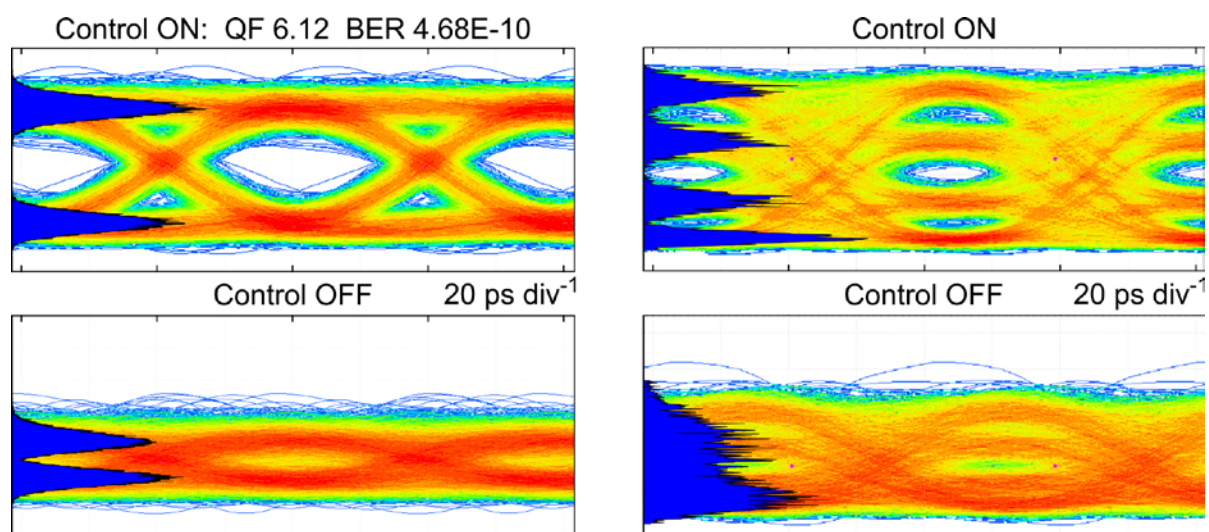 Control ON:  QF 6.12  BER 4.68E-10
Control ON
Control OFF
20 ps div⁻¹
Control OFF
20 ps div⁻¹